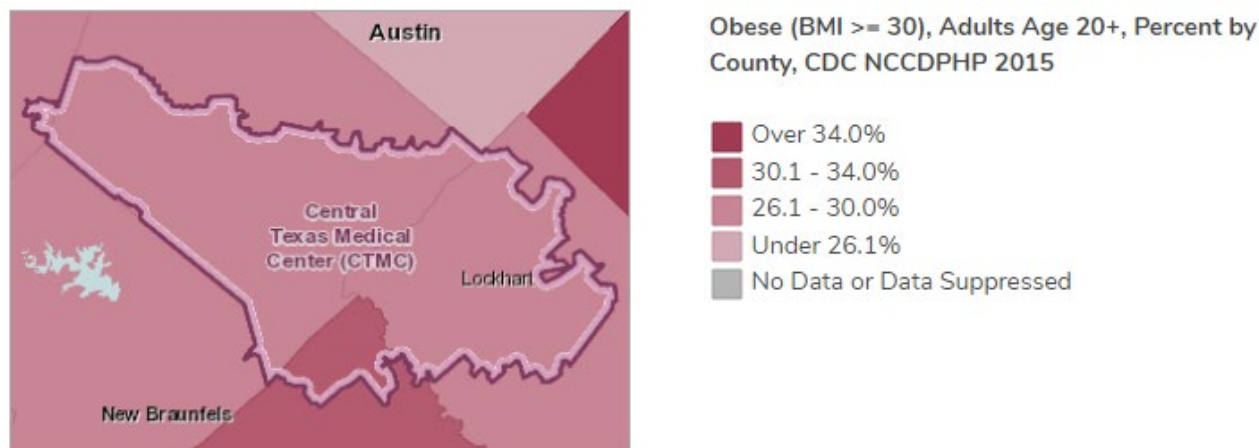 Austin
Central
Texas Medical
Center (CTMC)
Lockhart
New Braunfels
Obese (BMI >= 30), Adults Age 20+, Percent by
County, CDC NCCDPHP 2015
Over 34.0%
30.1 - 34.0%
26.1 - 30.0%
Under 26.1%
No Data or Data Suppressed